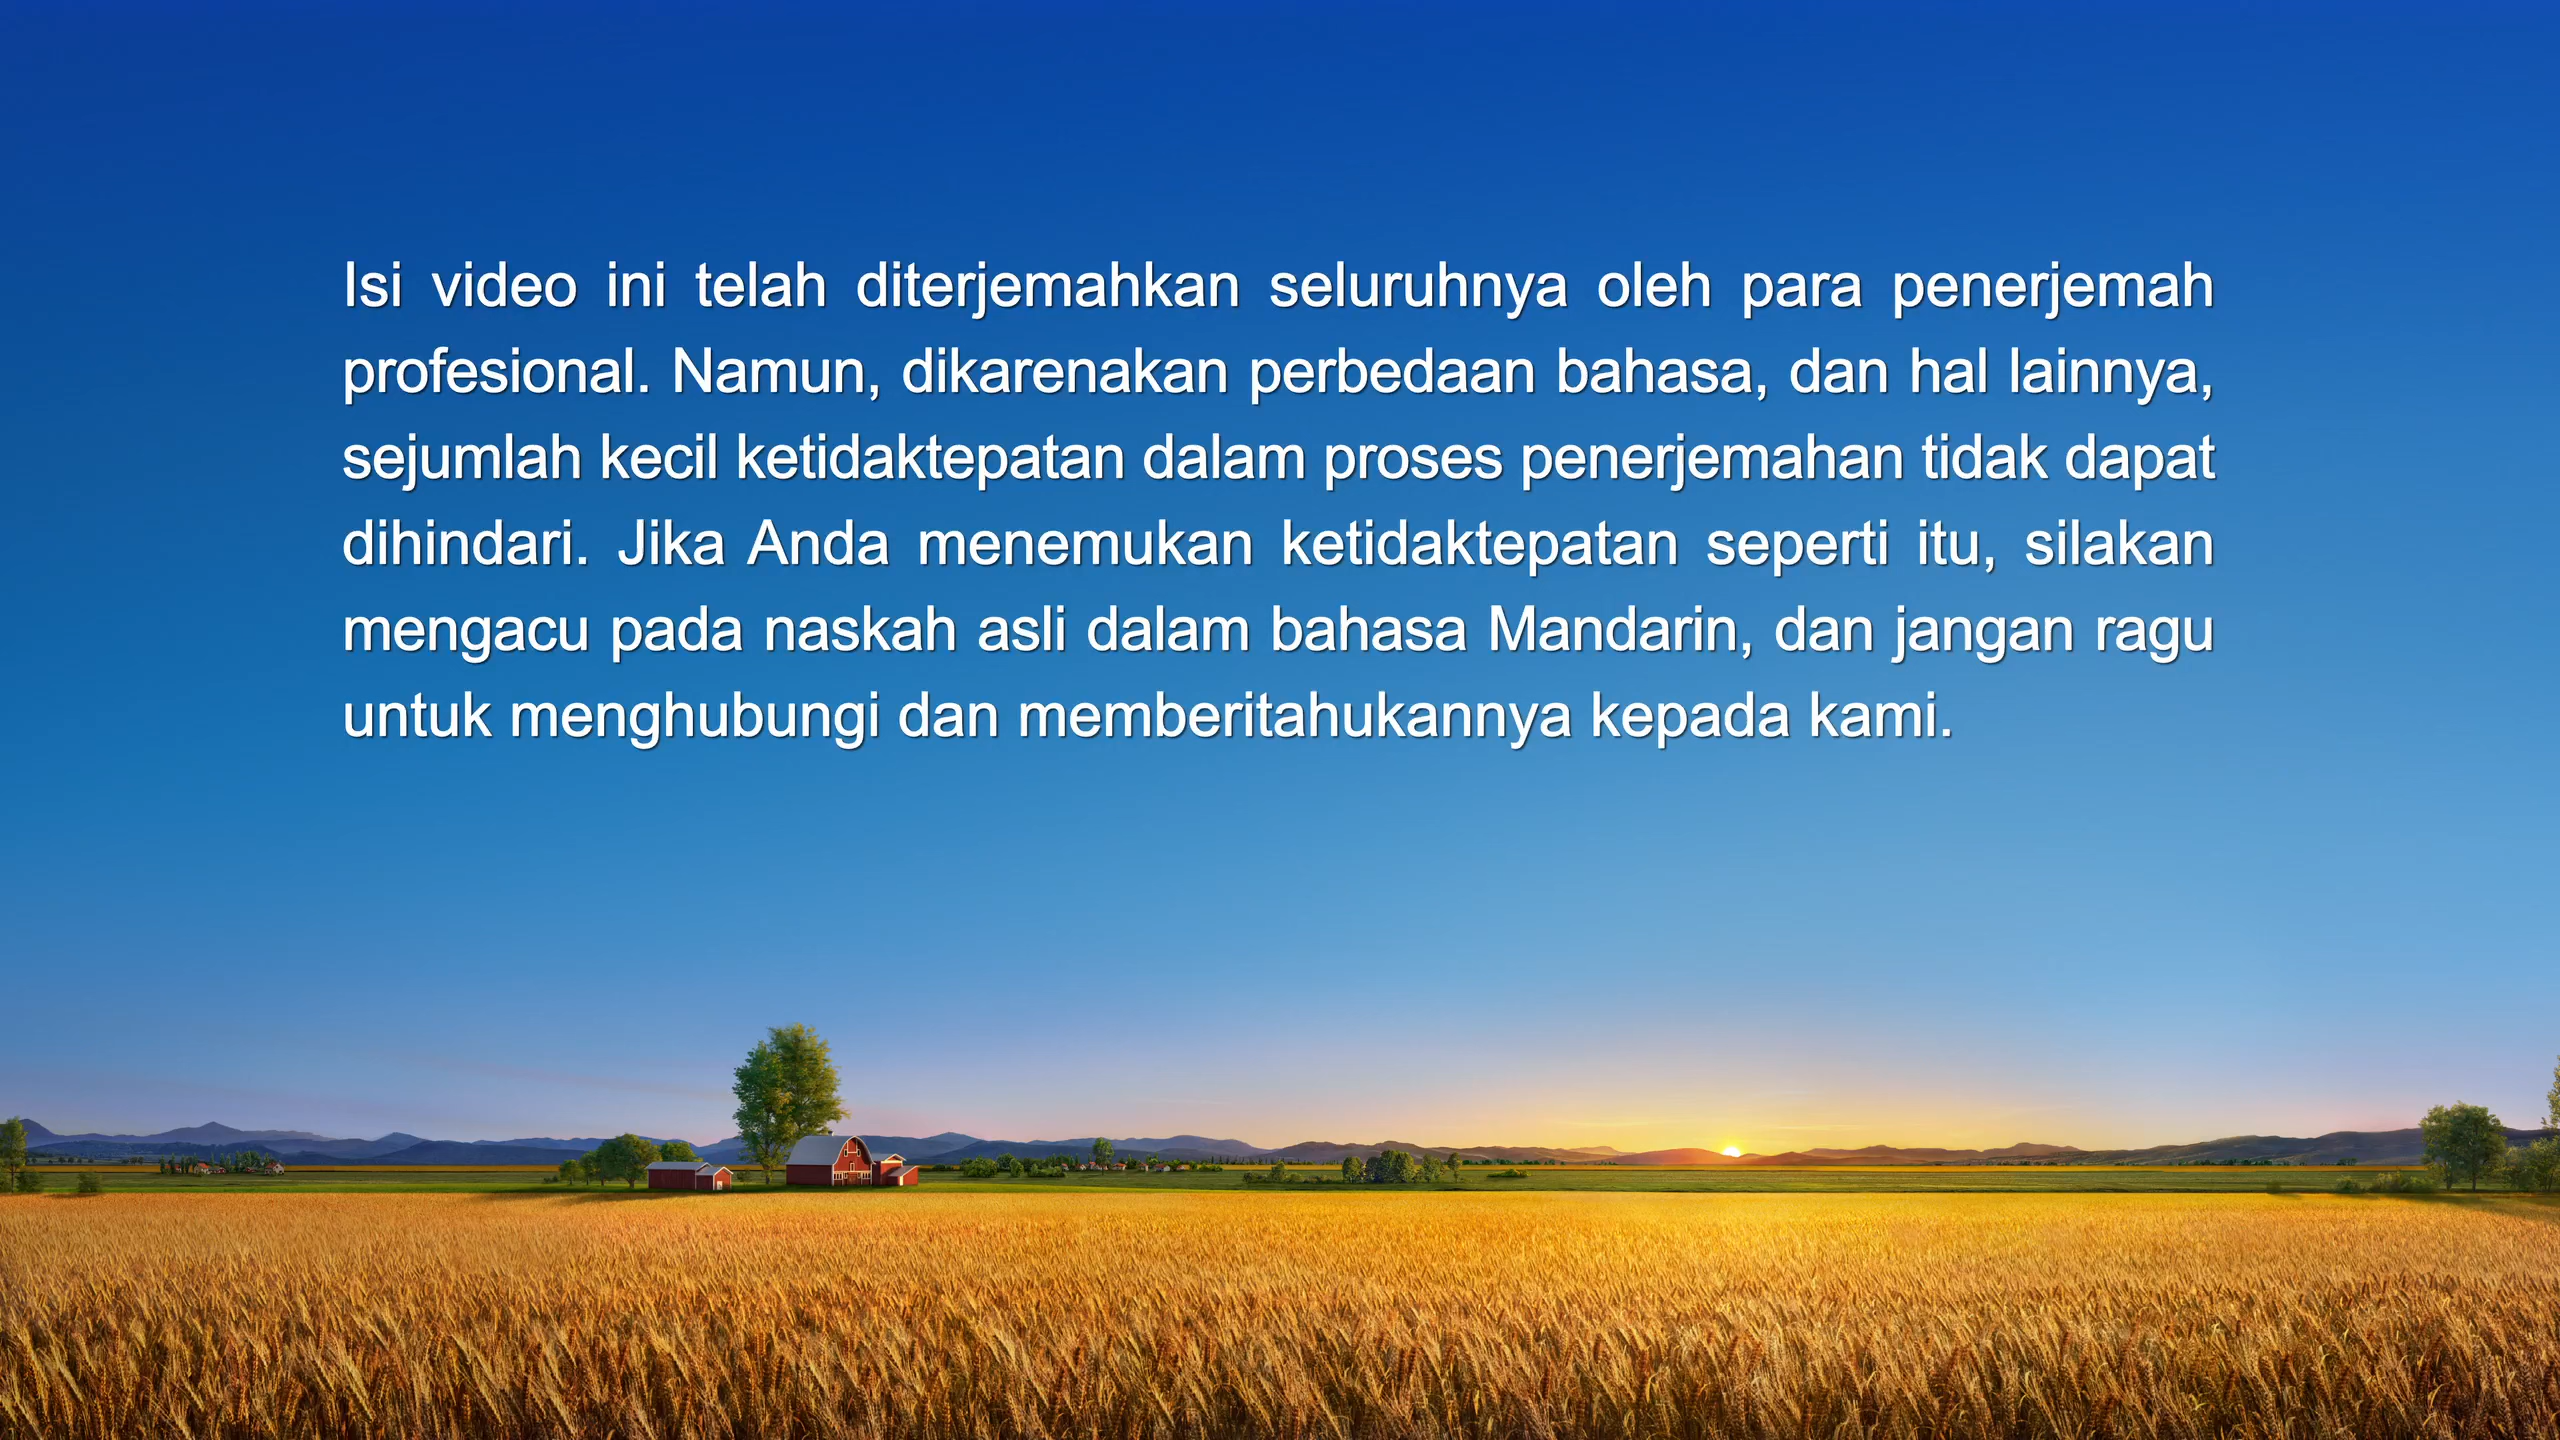 Isi video ini telah diterjemahkan seluruhnya oleh para penerjemah
profesional. Namun, dikarenakan perbedaan bahasa, dan hal lainnya,
sejumlah kecil ketidaktepatan dalam proses penerjemahan tidak dapat
dihindari. Jika Anda menemukan ketidaktepatan seperti itu, silakan
mengacu pada naskah asli dalam bahasa Mandarin, dan jangan ragu
untuk menghubungi dan memberitahukannya kepada kami.